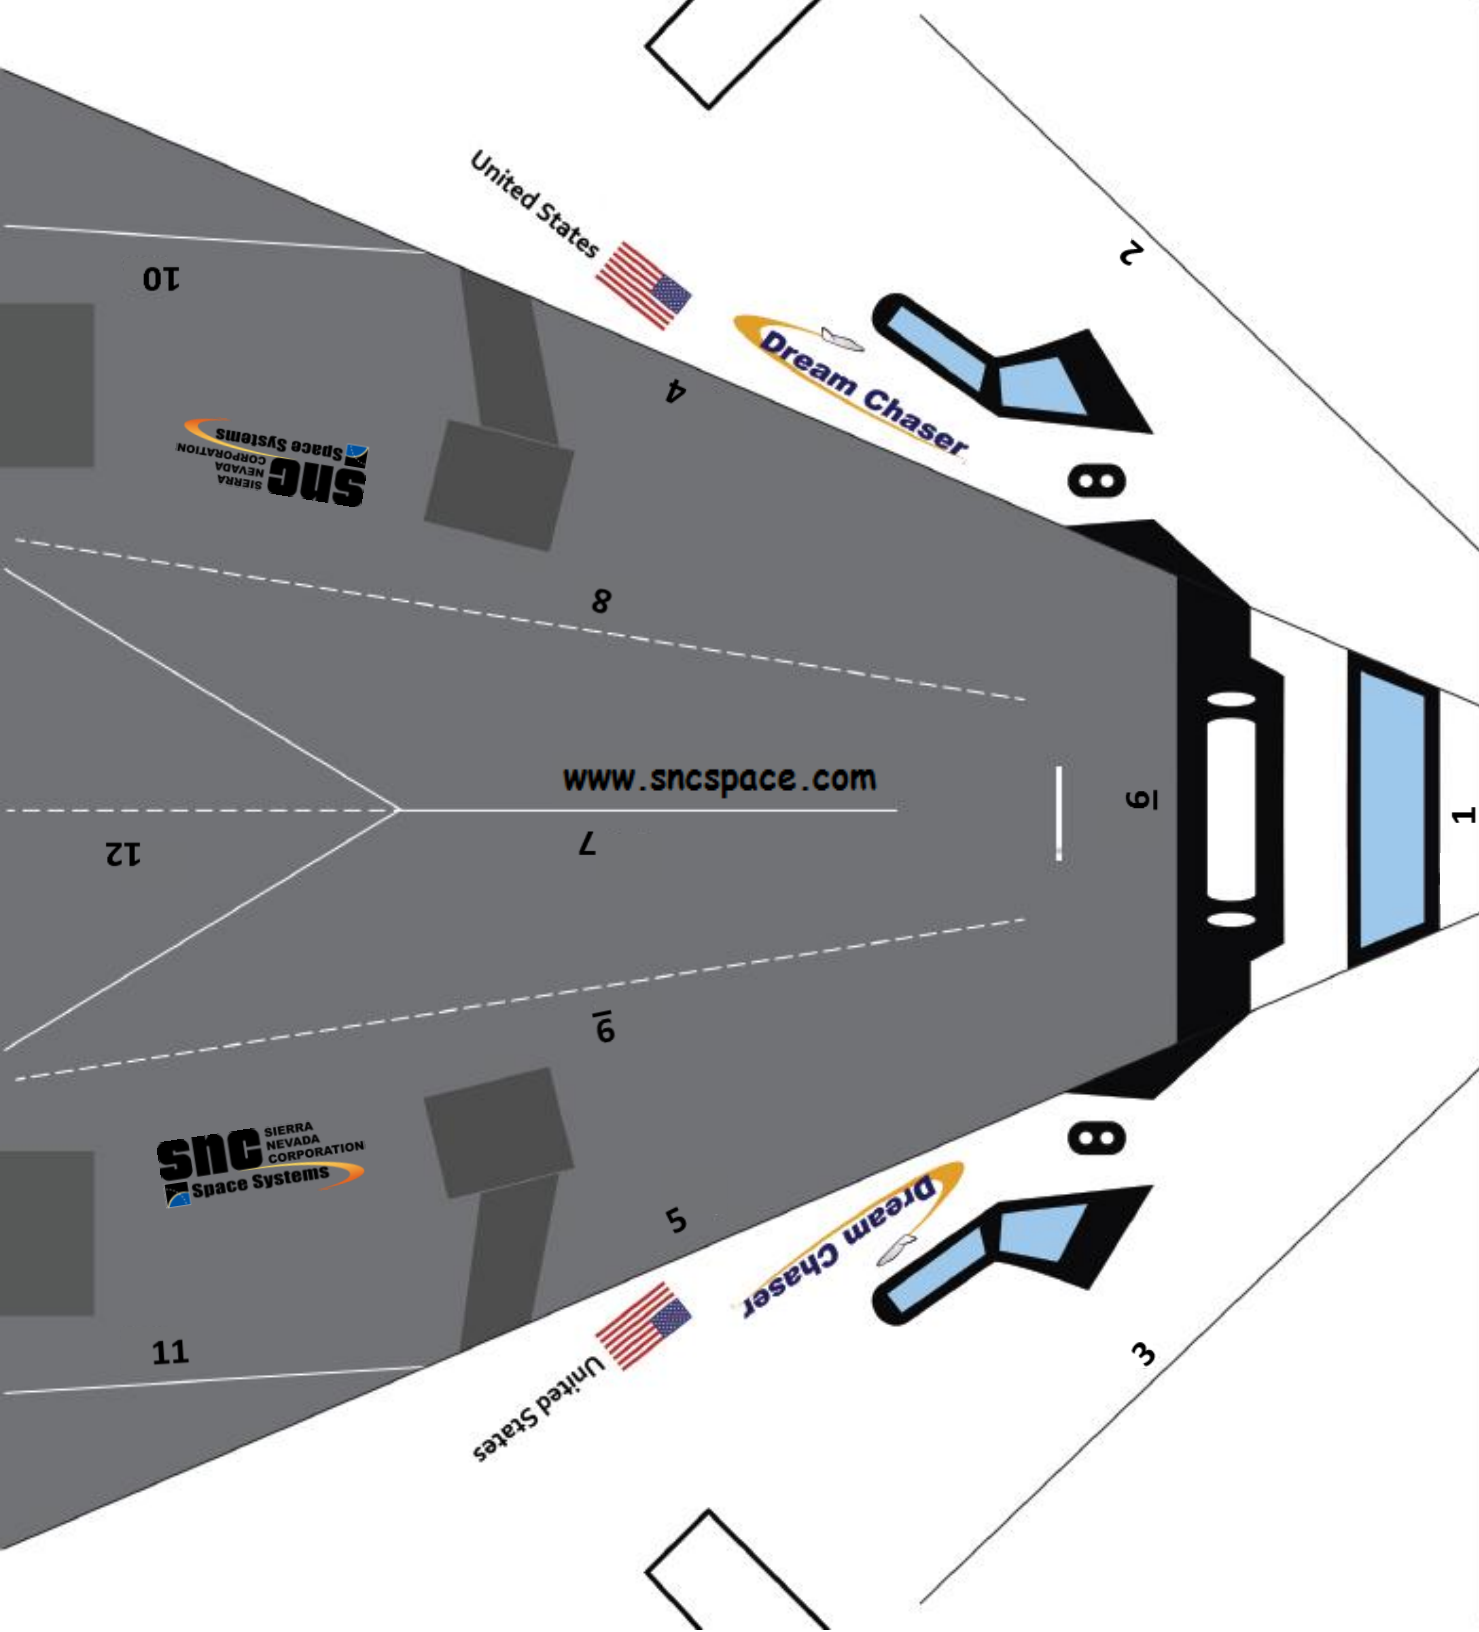 United States
2
10
4
Dream Chaser
snc
SIERRA
NEVADA
CORPORATION
Space Systems
8
www.sncspace.com
6
1
7
12
9
snc
SIERRA
NEVADA
CORPORATION
Space Systems
5
Dream Chaser
11
3
United States